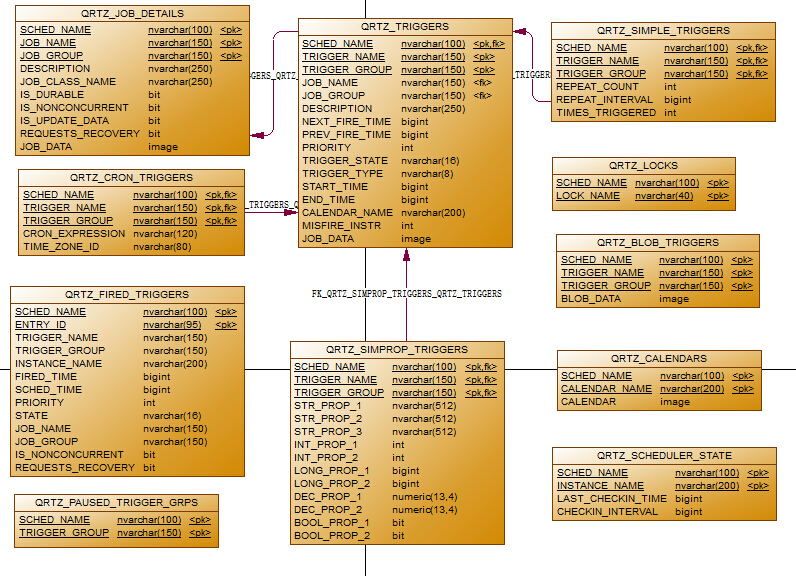 QRTZ_JOB_DETAILS
SCHED_NAME nvarchar(100) <pk>
JOB_NAME nvarchar(150) <pk>
JOB_GROUP nvarchar(150) <pk>
DESCRIPTION nvarchar(250)
JOB_CLASS_NAME nvarchar(250)
IS_DURABLE bit
IS_NONCONCURRENT bit
IS_UPDATE_DATA bit
REQUESTS_RECOVERY bit
JOB_DATA image
GERS_QRTZ_
QRTZ_TRIGGERS
SCHED_NAME nvarchar(100) <pk,fk>
TRIGGER_NAME nvarchar(150) <pk>
TRIGGER_GROUP nvarchar(150) <pk>
JOB_NAME nvarchar(150) <fk>
JOB_GROUP nvarchar(150) <fk>
DESCRIPTION nvarchar(250)
NEXT_FIRE_TIME bigint
PREV_FIRE_TIME bigint
PRIORITY int
TRIGGER_STATE nvarchar(16)
TRIGGER_TYPE nvarchar(8)
START_TIME bigint
END_TIME bigint
CALENDAR_NAME nvarchar(200)
MISFIRE_INSTR int
JOB_DATA image
_TRIGGERS
QRTZ_SIMPLE_TRIGGERS
SCHED_NAME nvarchar(100) <pk,fk>
TRIGGER_NAME nvarchar(150) <pk,fk>
TRIGGER_GROUP nvarchar(150) <pk,fk>
REPEAT_COUNT int
REPEAT_INTERVAL bigint
TIMES_TRIGGERED int
QRTZ_CRON_TRIGGERS
SCHED_NAME nvarchar(100) <pk,fk>
TRIGGER_NAME nvarchar(150) <pk,fk>
TRIGGER_GROUP nvarchar(150) <pk,fk>
CRON_EXPRESSION nvarchar(120)
TIME_ZONE_ID nvarchar(80)
_TRIGGERS_Q
QRTZ_LOCKS
SCHED_NAME nvarchar(100) <pk>
LOCK_NAME nvarchar(40) <pk>
QRTZ_BLOB_TRIGGERS
SCHED_NAME nvarchar(100) <pk>
TRIGGER_NAME nvarchar(150) <pk>
TRIGGER_GROUP nvarchar(150) <pk>
BLOB_DATA image
FK_QRTZ_SIMPROP_TRIGGERS_QRTZ_TRIGGERS
QRTZ_FIRED_TRIGGERS
SCHED_NAME nvarchar(100) <pk>
ENTRY_ID nvarchar(95) <pk>
TRIGGER_NAME nvarchar(150)
TRIGGER_GROUP nvarchar(150)
INSTANCE_NAME nvarchar(200)
FIRED_TIME bigint
SCHED_TIME bigint
PRIORITY int
STATE nvarchar(16)
JOB_NAME nvarchar(150)
JOB_GROUP nvarchar(150)
IS_NONCONCURRENT bit
REQUESTS_RECOVERY bit
QRTZ_SIMPROP_TRIGGERS
SCHED_NAME nvarchar(100) <pk,fk>
TRIGGER_NAME nvarchar(150) <pk,fk>
TRIGGER_GROUP nvarchar(150) <pk,fk>
STR_PROP_1 nvarchar(512)
STR_PROP_2 nvarchar(512)
STR_PROP_3 nvarchar(512)
INT_PROP_1 int
INT_PROP_2 int
LONG_PROP_1 bigint
LONG_PROP_2 bigint
DEC_PROP_1 numeric(13,4)
DEC_PROP_2 numeric(13,4)
BOOL_PROP_1 bit
BOOL_PROP_2 bit
QRTZ_CALENDARS
SCHED_NAME nvarchar(100) <pk>
CALENDAR_NAME nvarchar(200) <pk>
CALENDAR image
QRTZ_SCHEDULER_STATE
SCHED_NAME nvarchar(100) <pk>
INSTANCE_NAME nvarchar(200) <pk>
LAST_CHECKIN_TIME bigint
CHECKIN_INTERVAL bigint
QRTZ_PAUSED_TRIGGER_GRPS
SCHED_NAME nvarchar(100) <pk>
TRIGGER_GROUP nvarchar(150) <pk>